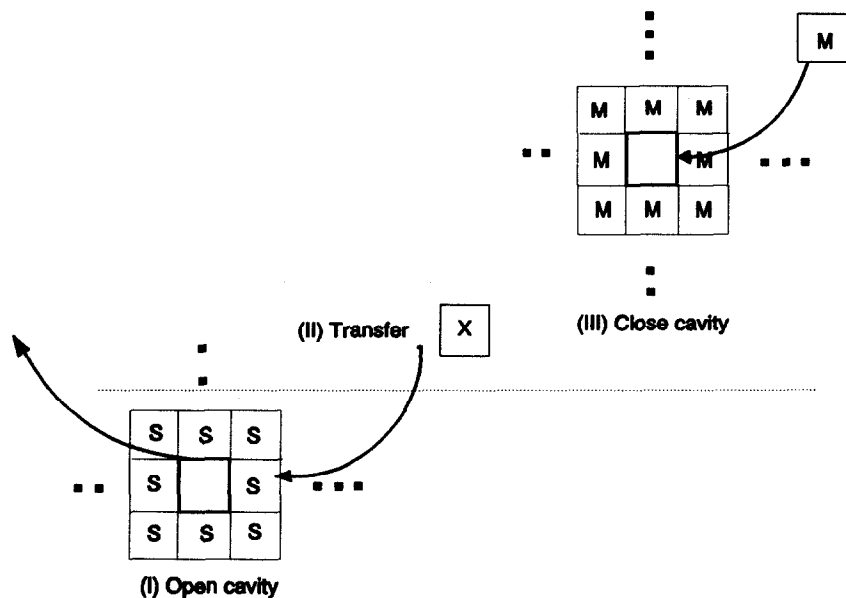 M
M M M
M M
M M M
(II) Transfer X (III) Close cavity
S S S
S S
S S S
(I) Open cavity